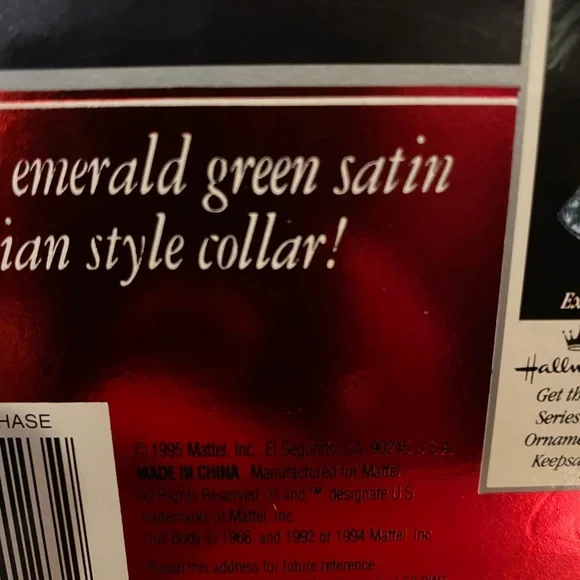 emerald green satin
ian style collar!
Ex
Hallm
Get th
Series
Orname
Keepsa
HASE
© 1995 Mattel, Inc. El Segundo, CA 90245 U.S.A.
MADE IN CHINA. Manufactured for Mattel.
All Rights Reserved. ® and ™ designate U.S.
trademarks of Mattel, Inc.
Doll Body © 1966, and 1992 or 1994 Mattel, Inc.
Retain this address for future reference.